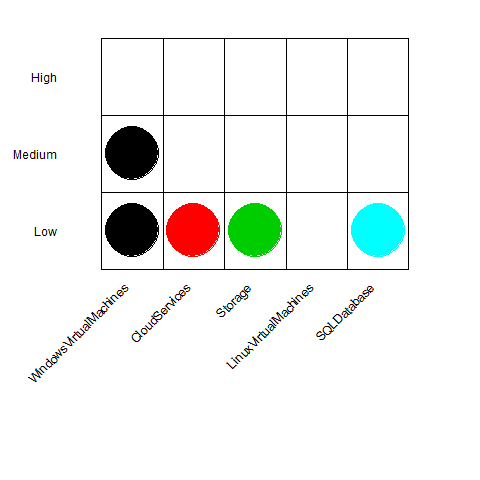 High
Medium
Low
WindowsVirtualMachines
CloudServices
Storage
LinuxVirtualMachines
SQLDatabase